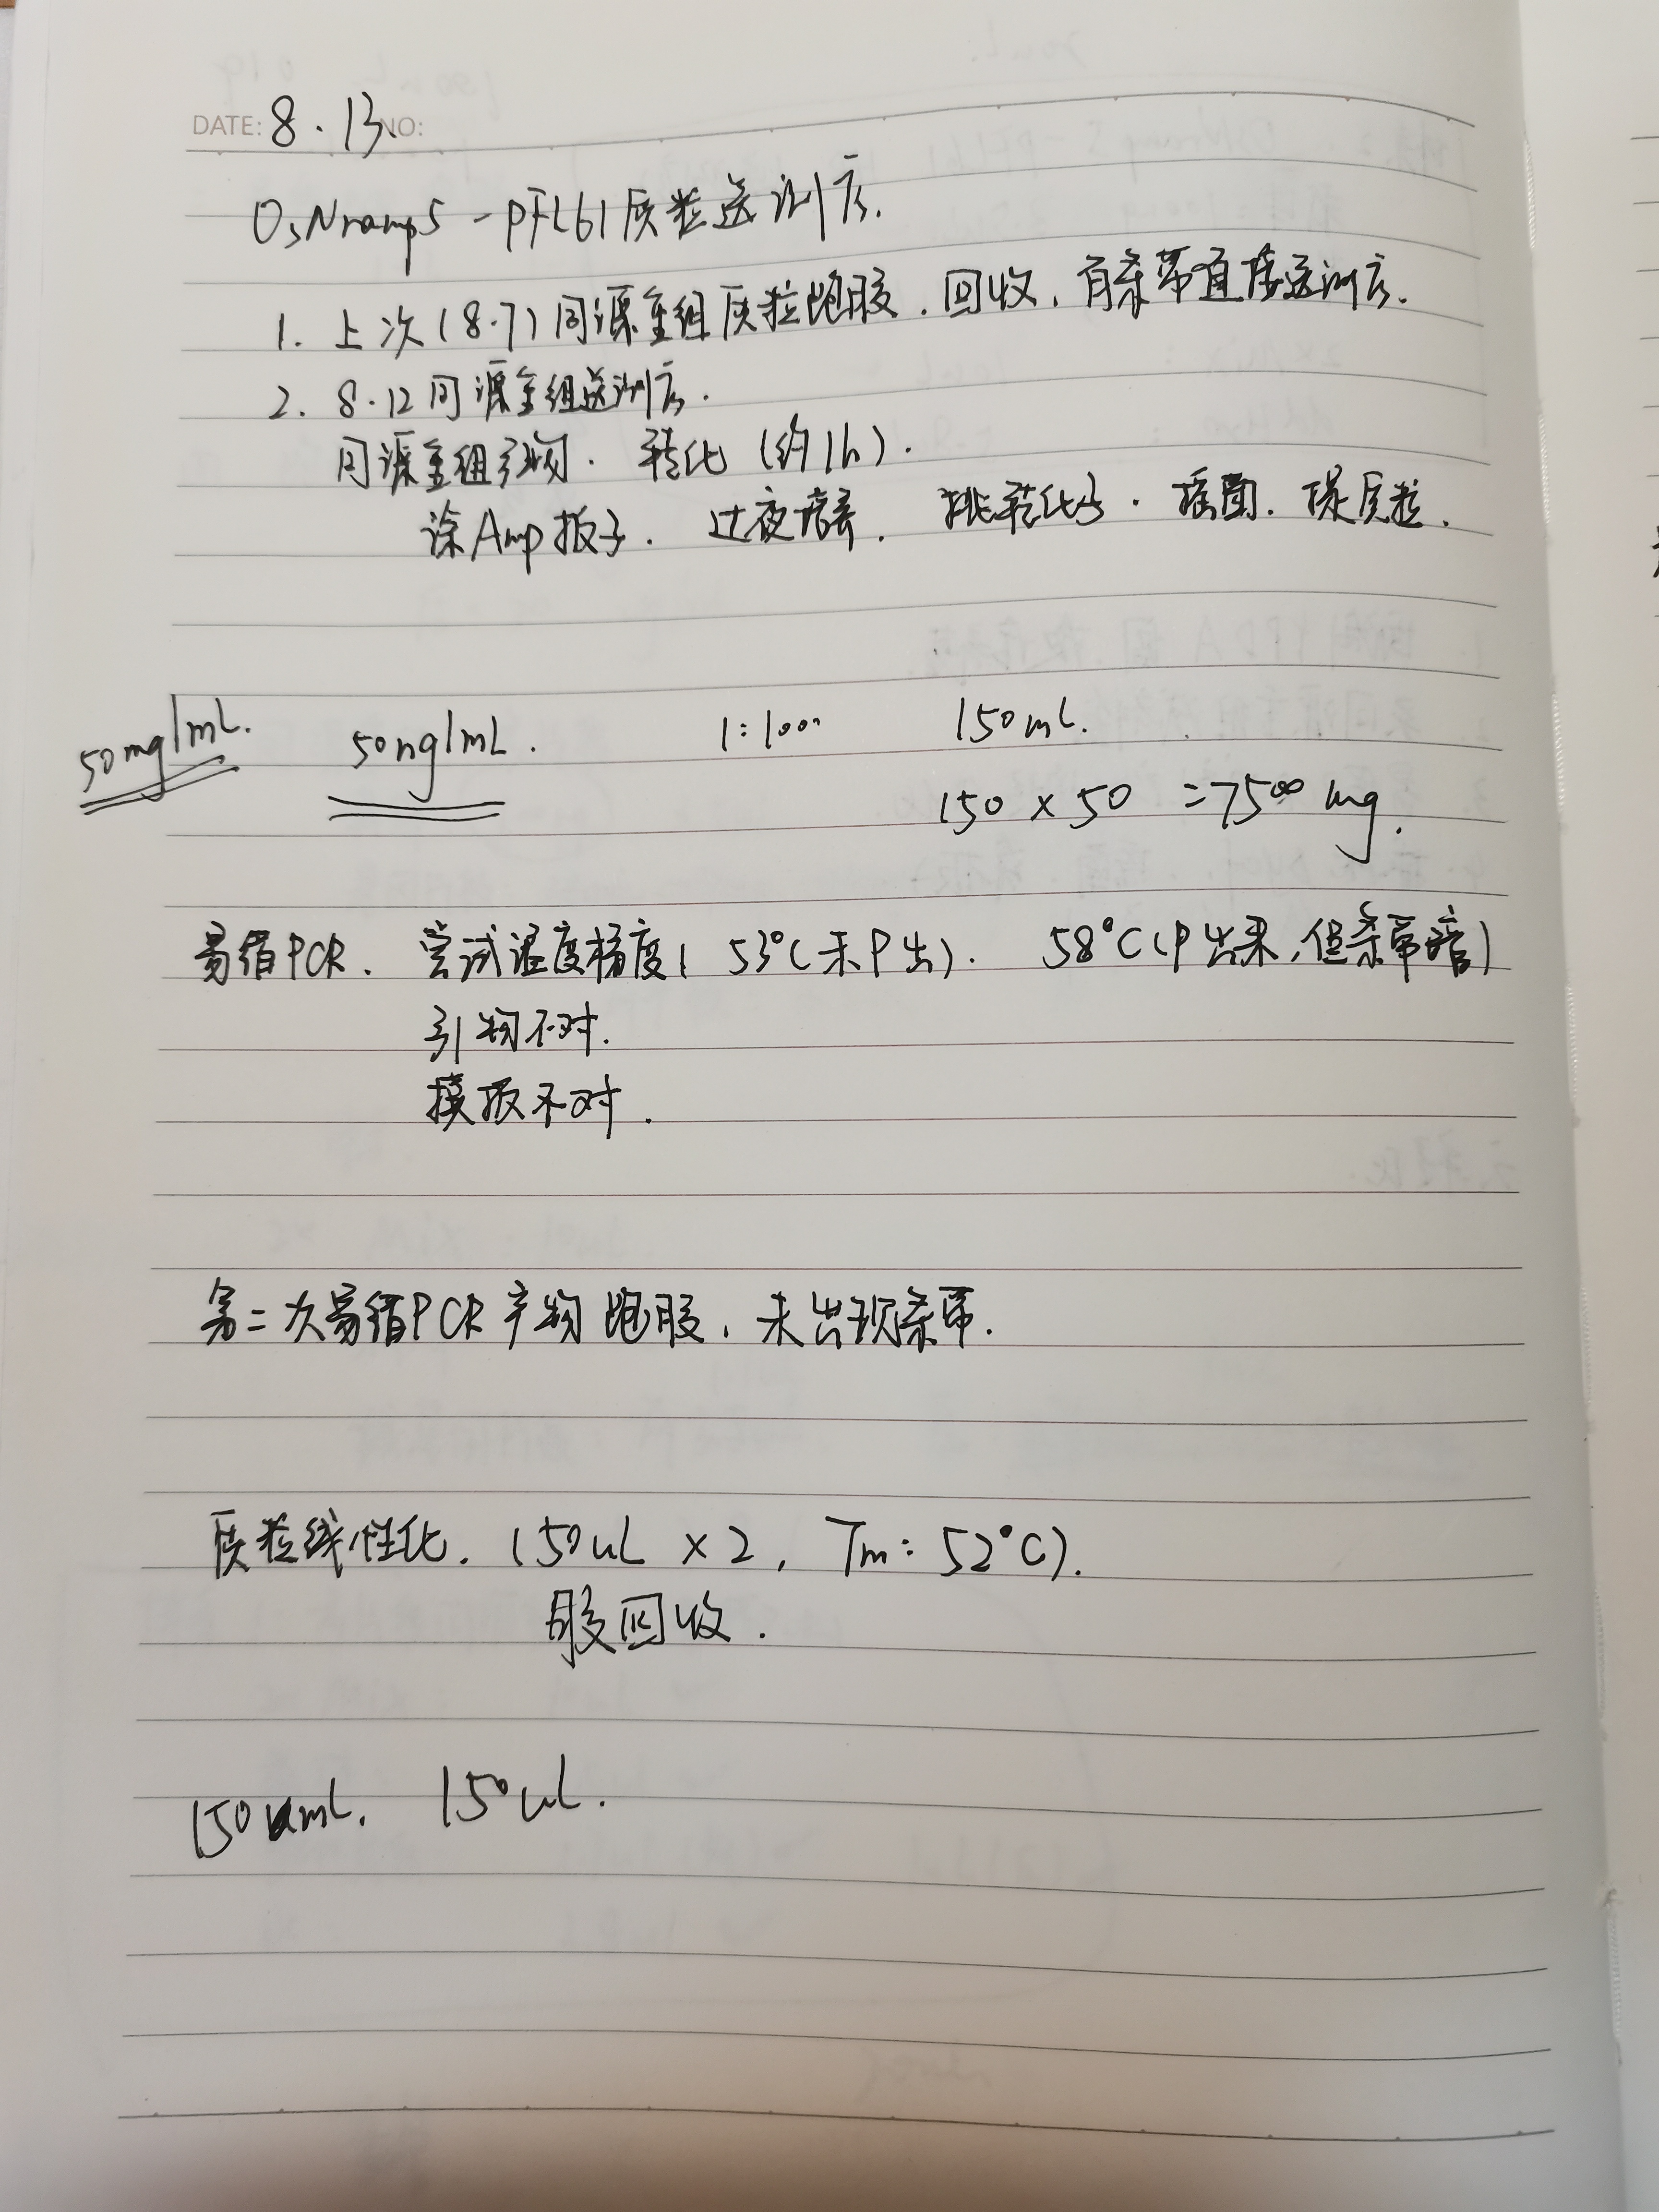 DATE: 8.13 NO:
OsNramp5 - pFL61质粒送测序.
1. 上次(8.7)同源重组质粒跑胶.回收,有条带直接送测序.
2. 8.12同源重组送测序.
同源重组产物. 转化(约1h).
涂Amp板子. 过夜培养. 挑转化子. 摇菌. 提质粒.
50mg/mL. 50ng/mL. 1:1000 150mL.
150 × 50 = 7500 mg.
易错PCR. 尝试温度梯度( 53℃(未P出). 58℃(P出来,但条带暗)
引物不对.
模板不对.
第二次易错PCR产物跑胶,未出现条带.
质粒线性化. (50uL ×2, Tm: 52℃).
胶回收.
150mL. 150uL.